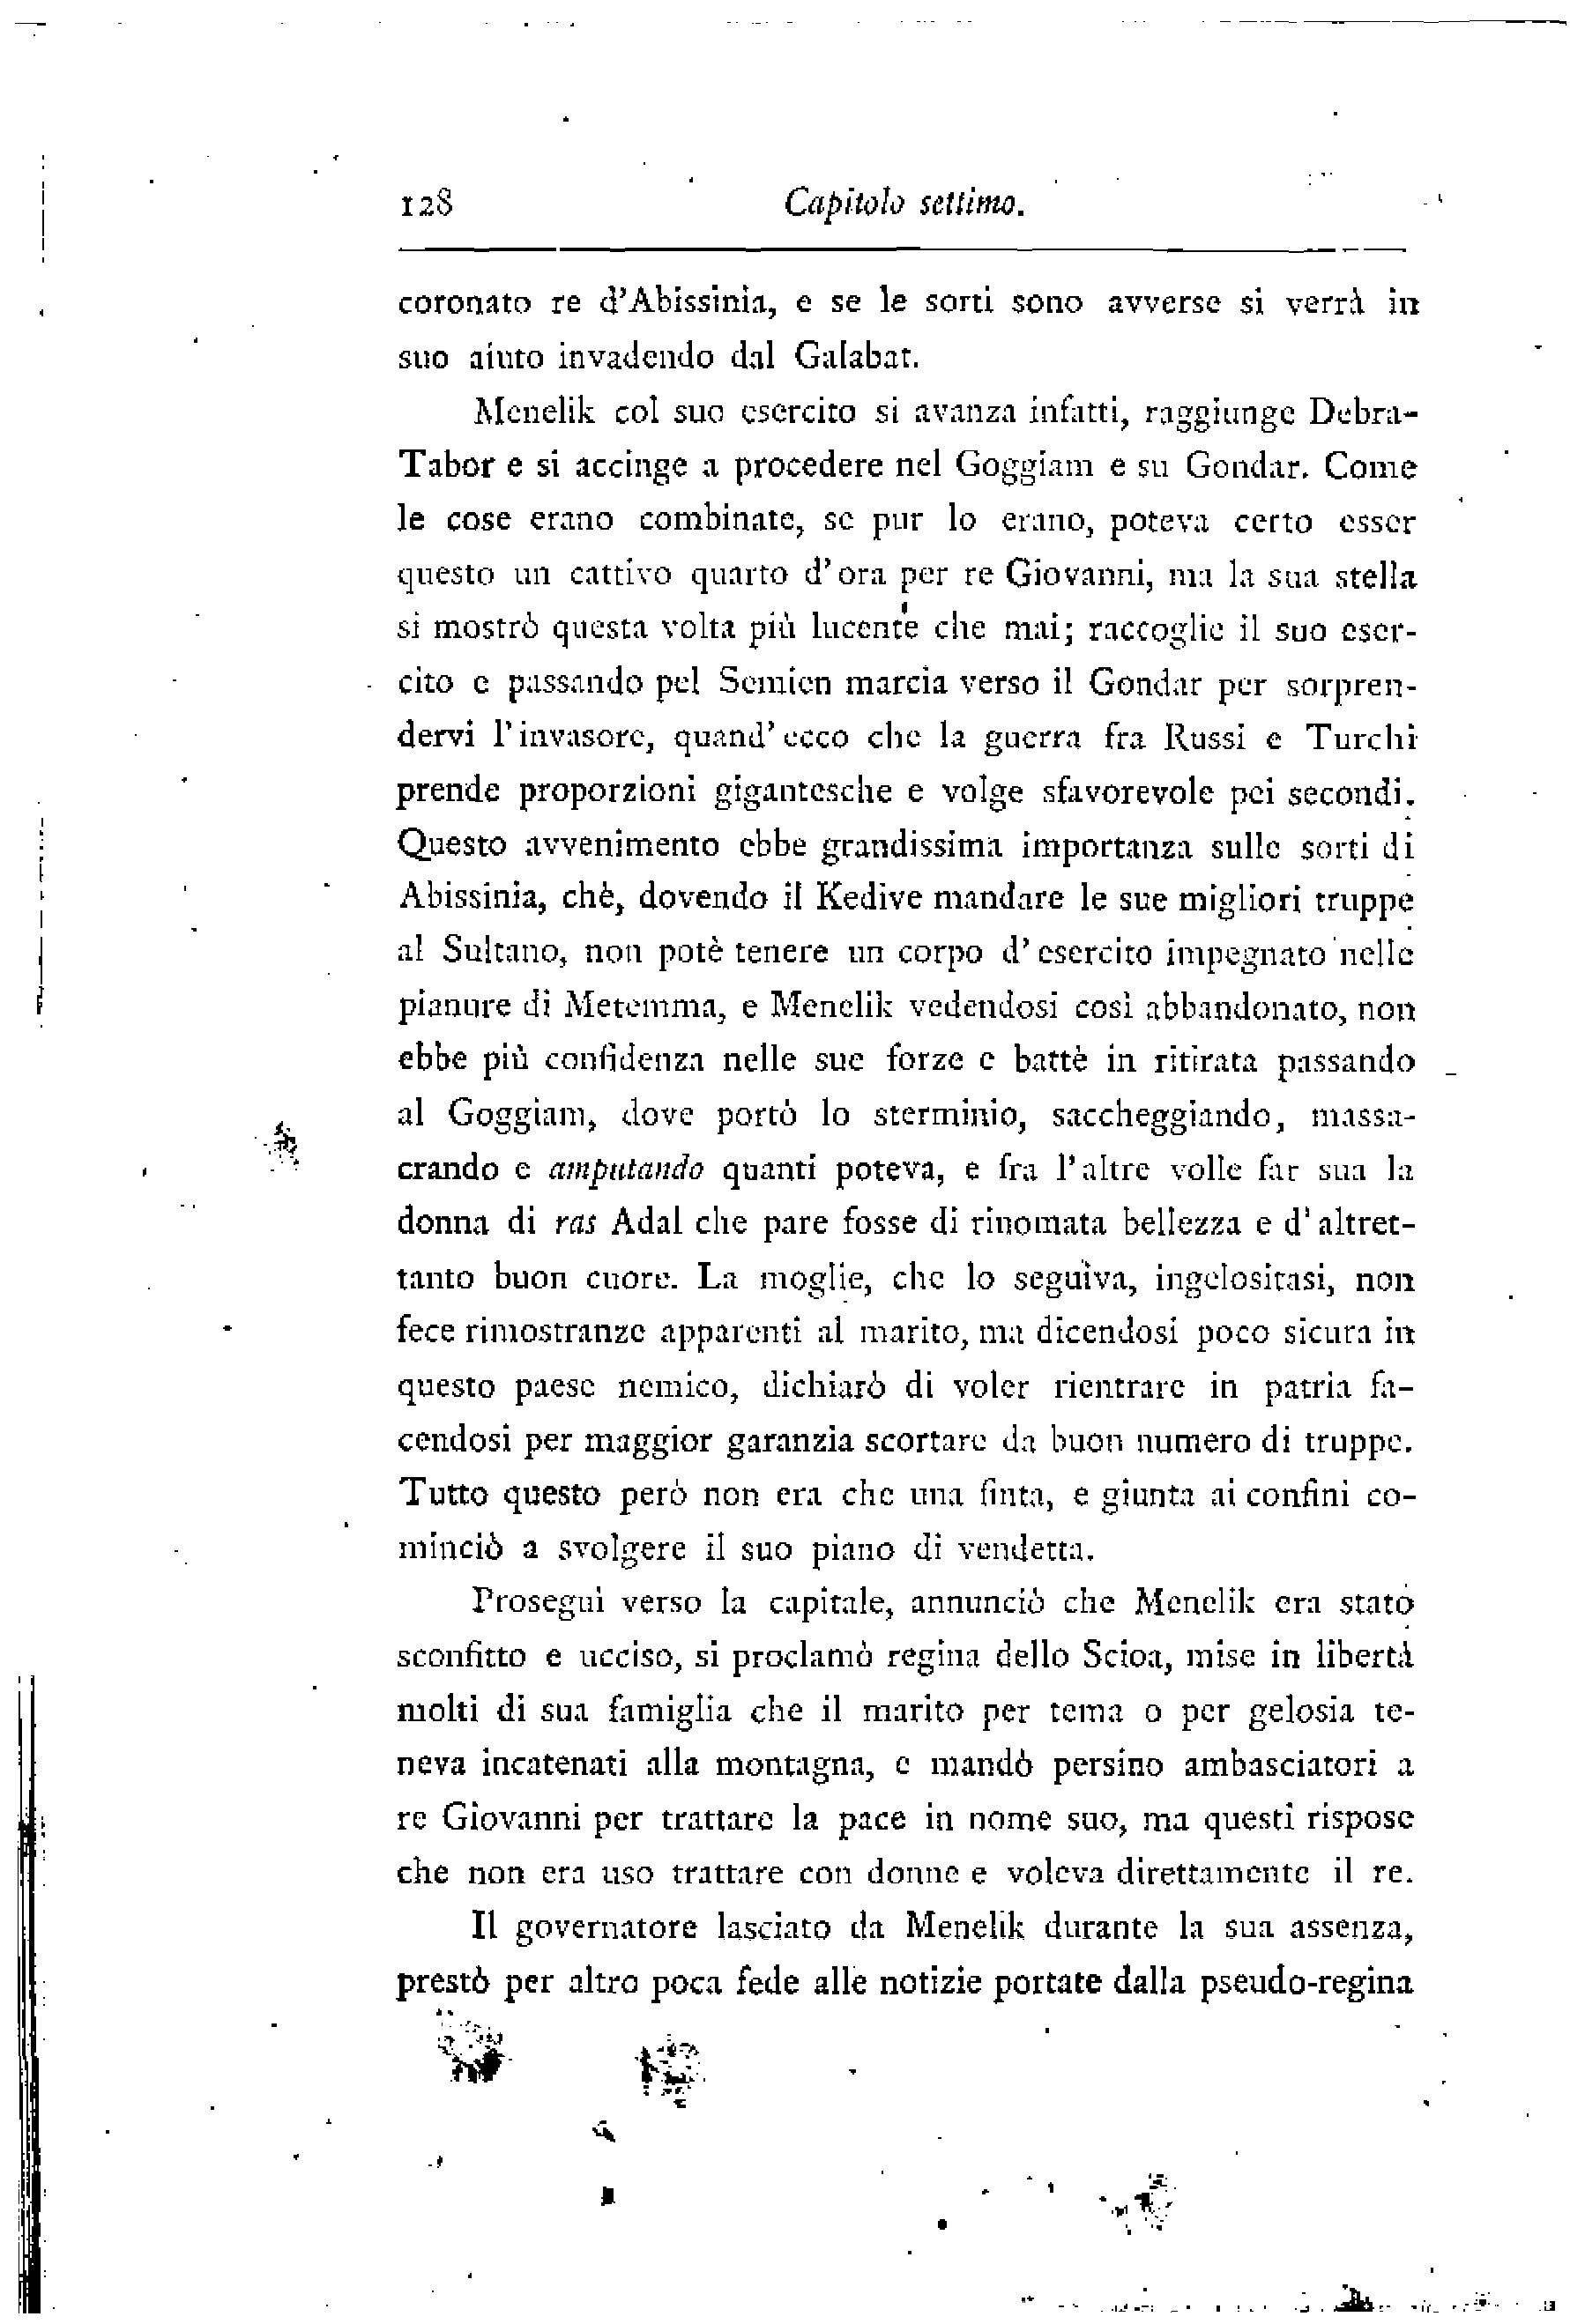 128 Capitolo settimo.
coronato re d'Abissinia, e se le sorti sono avverse si verrà in
suo aiuto invadendo dal Galabat.
Menelik col suo esercito si avanza infatti, raggiunge Debra-
Tabor e si accinge a procedere nel Goggiam e su Gondar. Come
le cose erano combinate, se pur lo erano, poteva certo esser
questo un cattivo quarto d'ora per re Giovanni, ma la sua stella
si mostrò questa volta più lucente che mai; raccoglie il suo eser-
cito e passando pel Semien marcia verso il Gondar per sorpren-
dervi l'invasore, quand'ecco che la guerra fra Russi e Turchi
prende proporzioni gigantesche e volge sfavorevole pei secondi.
Questo avvenimento ebbe grandissima importanza sulle sorti di
Abissinia, chè, dovendo il Kedive mandare le sue migliori truppe
al Sultano, non potè tenere un corpo d'esercito impegnato nelle
pianure di Metemma, e Menelik vedendosi così abbandonato, non
ebbe più confidenza nelle sue forze e battè in ritirata passando
al Goggiam, dove portò lo sterminio, saccheggiando, massa-
crando e amputando quanti poteva, e fra l'altre volle far sua la
donna di ras Adal che pare fosse di rinomata bellezza e d'altret-
tanto buon cuore. La moglie, che lo seguiva, ingelositasi, non
fece rimostranze apparenti al marito, ma dicendosi poco sicura in
questo paese nemico, dichiarò di voler rientrare in patria fa-
cendosi per maggior garanzia scortare da buon numero di truppe.
Tutto questo però non era che una finta, e giunta ai confini co-
minciò a svolgere il suo piano di vendetta.
Proseguì verso la capitale, annunciò che Menelik era stato
sconfitto e ucciso, si proclamò regina dello Scioa, mise in libertà
molti di sua famiglia che il marito per tema o per gelosia te-
neva incatenati alla montagna, e mandò persino ambasciatori a
re Giovanni per trattare la pace in nome suo, ma questi rispose
che non era uso trattare con donne e voleva direttamente il re.
Il governatore lasciato da Menelik durante la sua assenza,
prestò per altro poca fede alle notizie portate dalla pseudo-regina